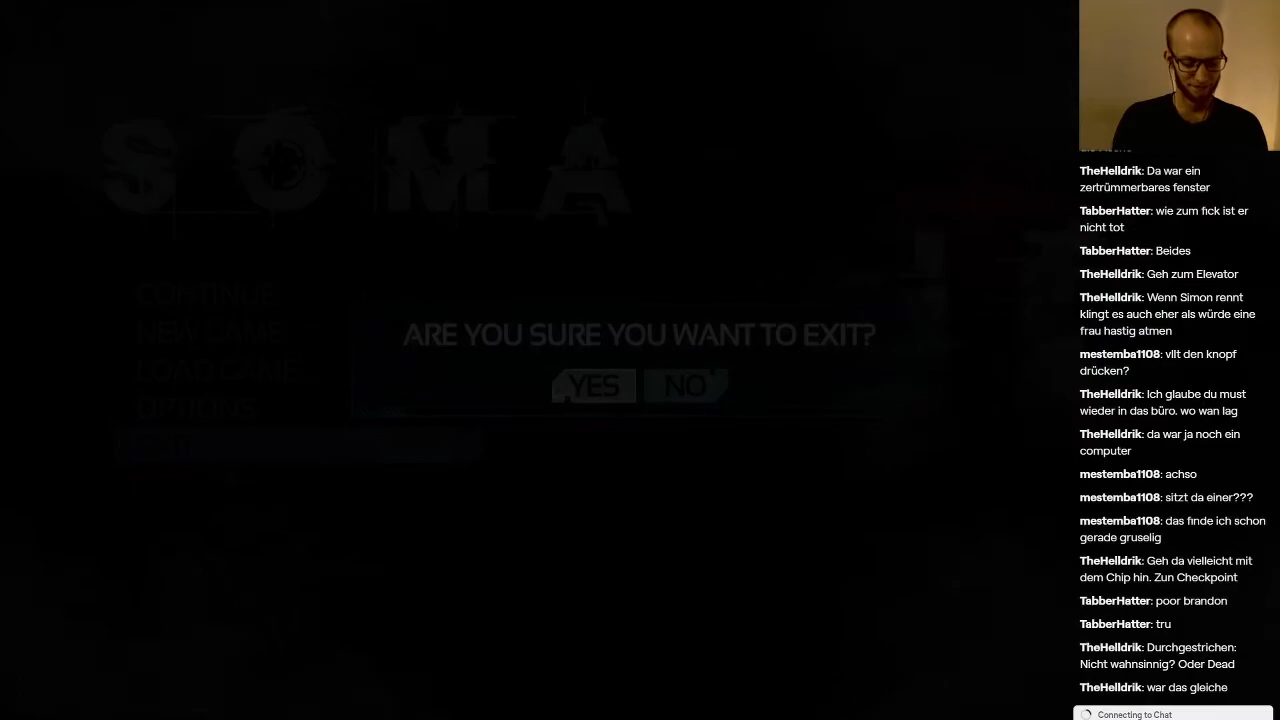 SOMA
CONTINUE
NEW GAME
LOAD GAME
OPTIONS
EXIT
ARE YOU SURE YOU WANT TO EXIT?
YES NO
TheHelldrik: Da war ein
zertrümmerbares fenster
TabberHatter: wie zum fick ist er
nicht tot
TabberHatter: Beides
TheHelldrik: Geh zum Elevator
TheHelldrik: Wenn Simon rennt
klingt es auch eher als würde eine
frau hastig atmen
mestemba1108: vllt den knopf
drücken?
TheHelldrik: Ich glaube du must
wieder in das büro. wo wan lag
TheHelldrik: da war ja noch ein
computer
mestemba1108: achso
mestemba1108: sitzt da einer???
mestemba1108: das finde ich schon
gerade gruselig
TheHelldrik: Geh da vielleicht mit
dem Chip hin. Zun Checkpoint
TabberHatter: poor brandon
TabberHatter: tru
TheHelldrik: Durchgestrichen:
Nicht wahnsinnig? Oder Dead
TheHelldrik: war das gleiche
Connecting to Chat